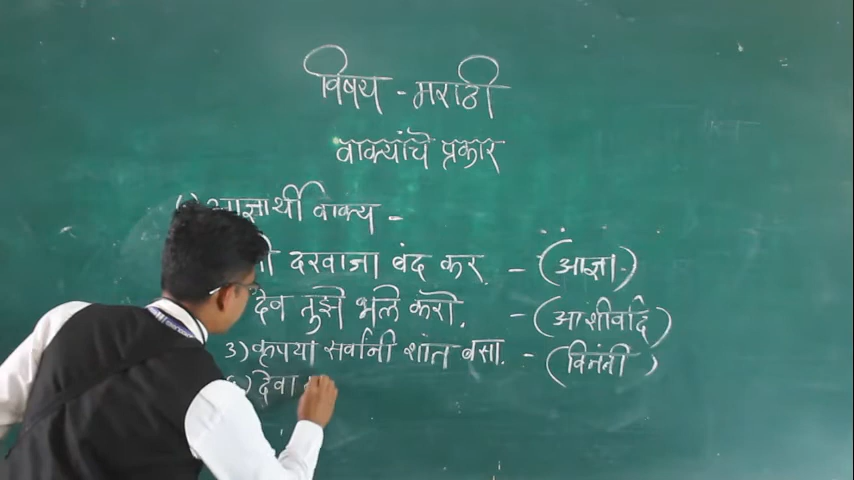 विषय - मराठी
वाक्यांचे प्रकार
आज्ञार्थी वाक्य -
दरवाजा बंद कर. - (आज्ञा)
देव तुझे भले करो. - (आशीर्वाद)
3) कृपया सर्वांनी शांत बसा. - (विनंती)
देवा